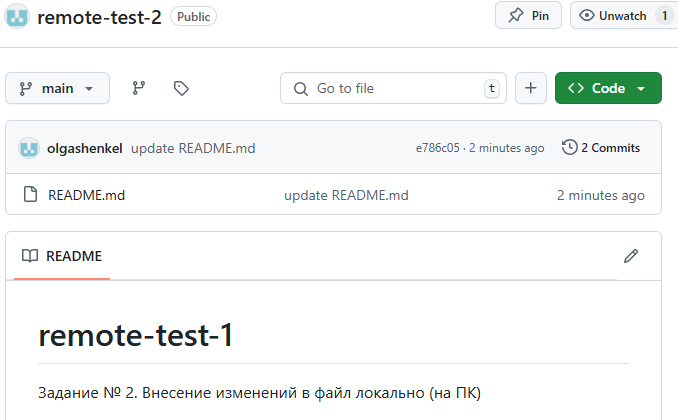 remote-test-2 Public Pin Unwatch 1
main Go to file t Code
olgashenkel update README.md e786c05 · 2 minutes ago 2 Commits
README.md update README.md 2 minutes ago
README
remote-test-1
Задание № 2. Внесение изменений в файл локально (на ПК)